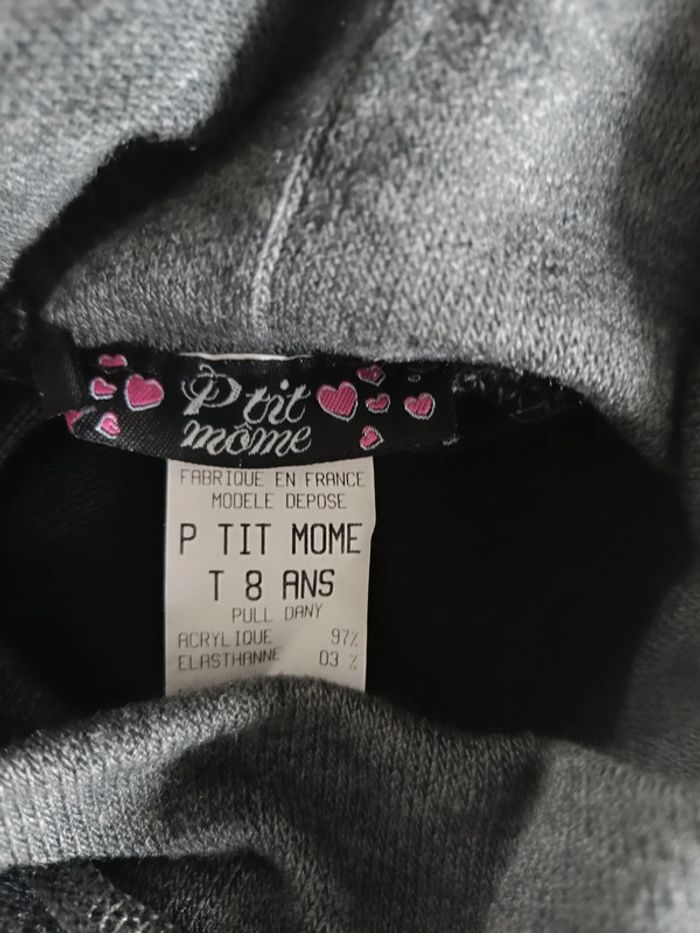 P'tit
môme
FABRIQUE EN FRANCE
MODELE DEPOSE
P TIT MOME
T 8 ANS
PULL DANY
ACRYLIQUE 97%
ELASTHANNE 03 %